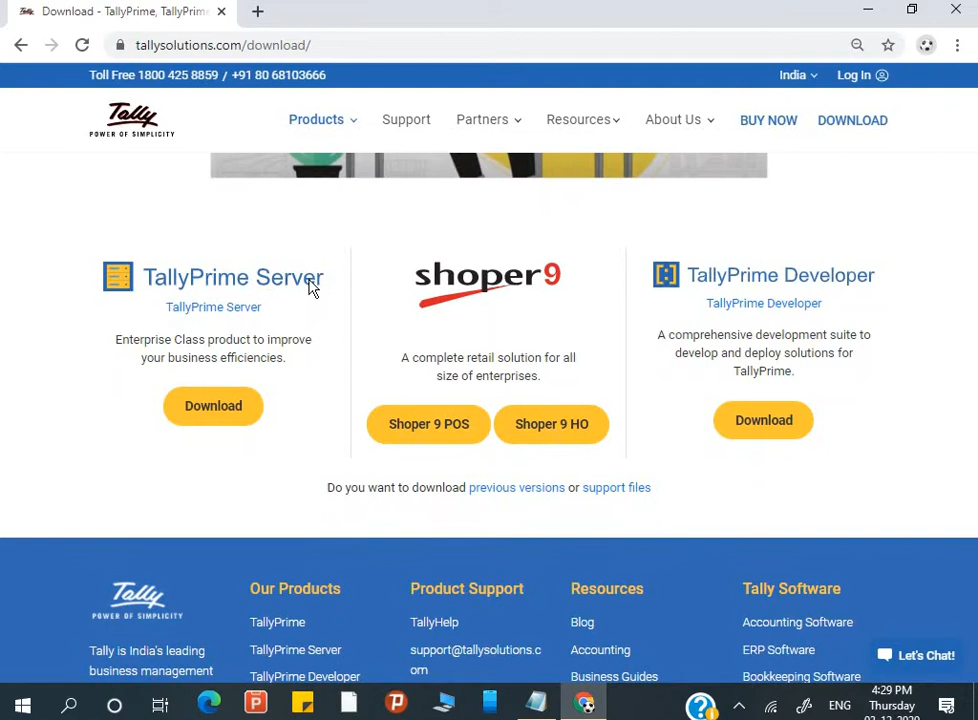 Download - TallyPrime, TallyPrime
tallysolutions.com/download/
Toll Free 1800 425 8859 / +91 80 68103666
India
Log In
Tally
POWER OF SIMPLICITY
Products
Support
Partners
Resources
About Us
BUY NOW
DOWNLOAD
TallyPrime Server
TallyPrime Server
Enterprise Class product to improve
your business efficiencies.
Download
shoper9
A complete retail solution for all
size of enterprises.
Shoper 9 POS
Shoper 9 HO
TallyPrime Developer
TallyPrime Developer
A comprehensive development suite to
develop and deploy solutions for
TallyPrime.
Download
Do you want to download previous versions or support files
Tally
POWER OF SIMPLICITY
Tally is India's leading
business management
Our Products
TallyPrime
TallyPrime Server
TallyPrime Developer
Product Support
TallyHelp
support@tallysolutions.c
om
Resources
Blog
Accounting
Business Guides
Tally Software
Accounting Software
ERP Software
Bookkeeping Software
Let's Chat!
ENG
4:29 PM
Thursday